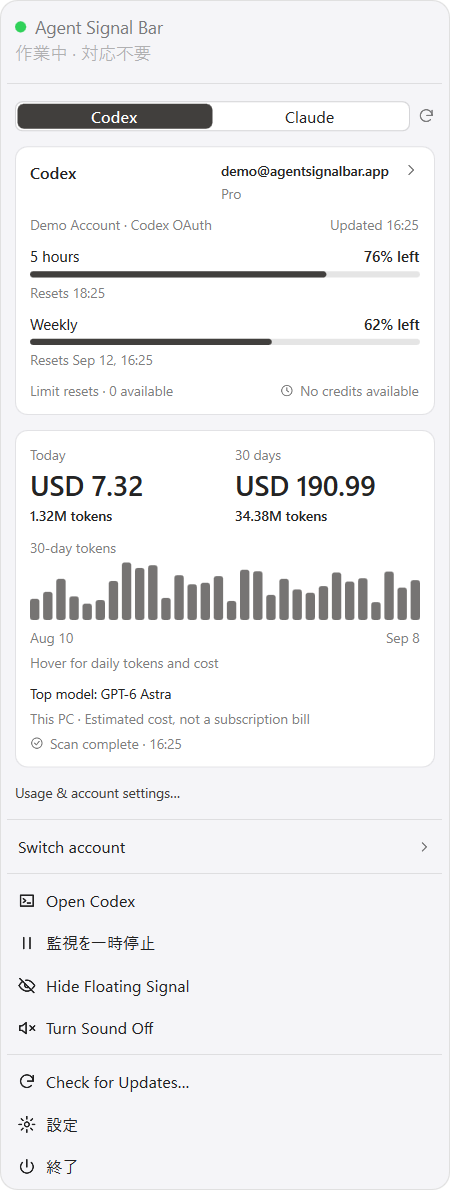 Agent Signal Bar
作業中 · 対応不要
Codex
Claude
Codex
demo@agentsignalbar.app
Pro
Demo Account · Codex OAuth
Updated 16:25
5 hours
76% left
Resets 18:25
Weekly
62% left
Resets Sep 12, 16:25
Limit resets · 0 available
No credits available
Today
30 days
USD 7.32
USD 190.99
1.32M tokens
34.38M tokens
30-day tokens
Aug 10
Sep 8
Hover for daily tokens and cost
Top model: GPT-6 Astra
This PC · Estimated cost, not a subscription bill
Scan complete · 16:25
Usage & account settings...
Switch account
Open Codex
監視を一時停止
Hide Floating Signal
Turn Sound Off
Check for Updates...
設定
終了